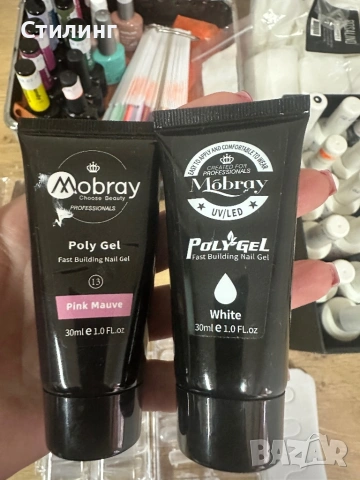 Стилинг
Mobray
Choose Beauty
PROFESSIONALS
Poly Gel
Fast Building Nail Gel
13
Pink Mauve
30ml e 1.0 FL.oz
EASY TO APPLY AND COMFORTABLE TO WEAR
CREATED FOR
PROFESSIONALS
Mobray
UV/LED
POLYGEL
Fast Building Nail Gel
White
30ml e 1.0 FL.oz
BAZAR